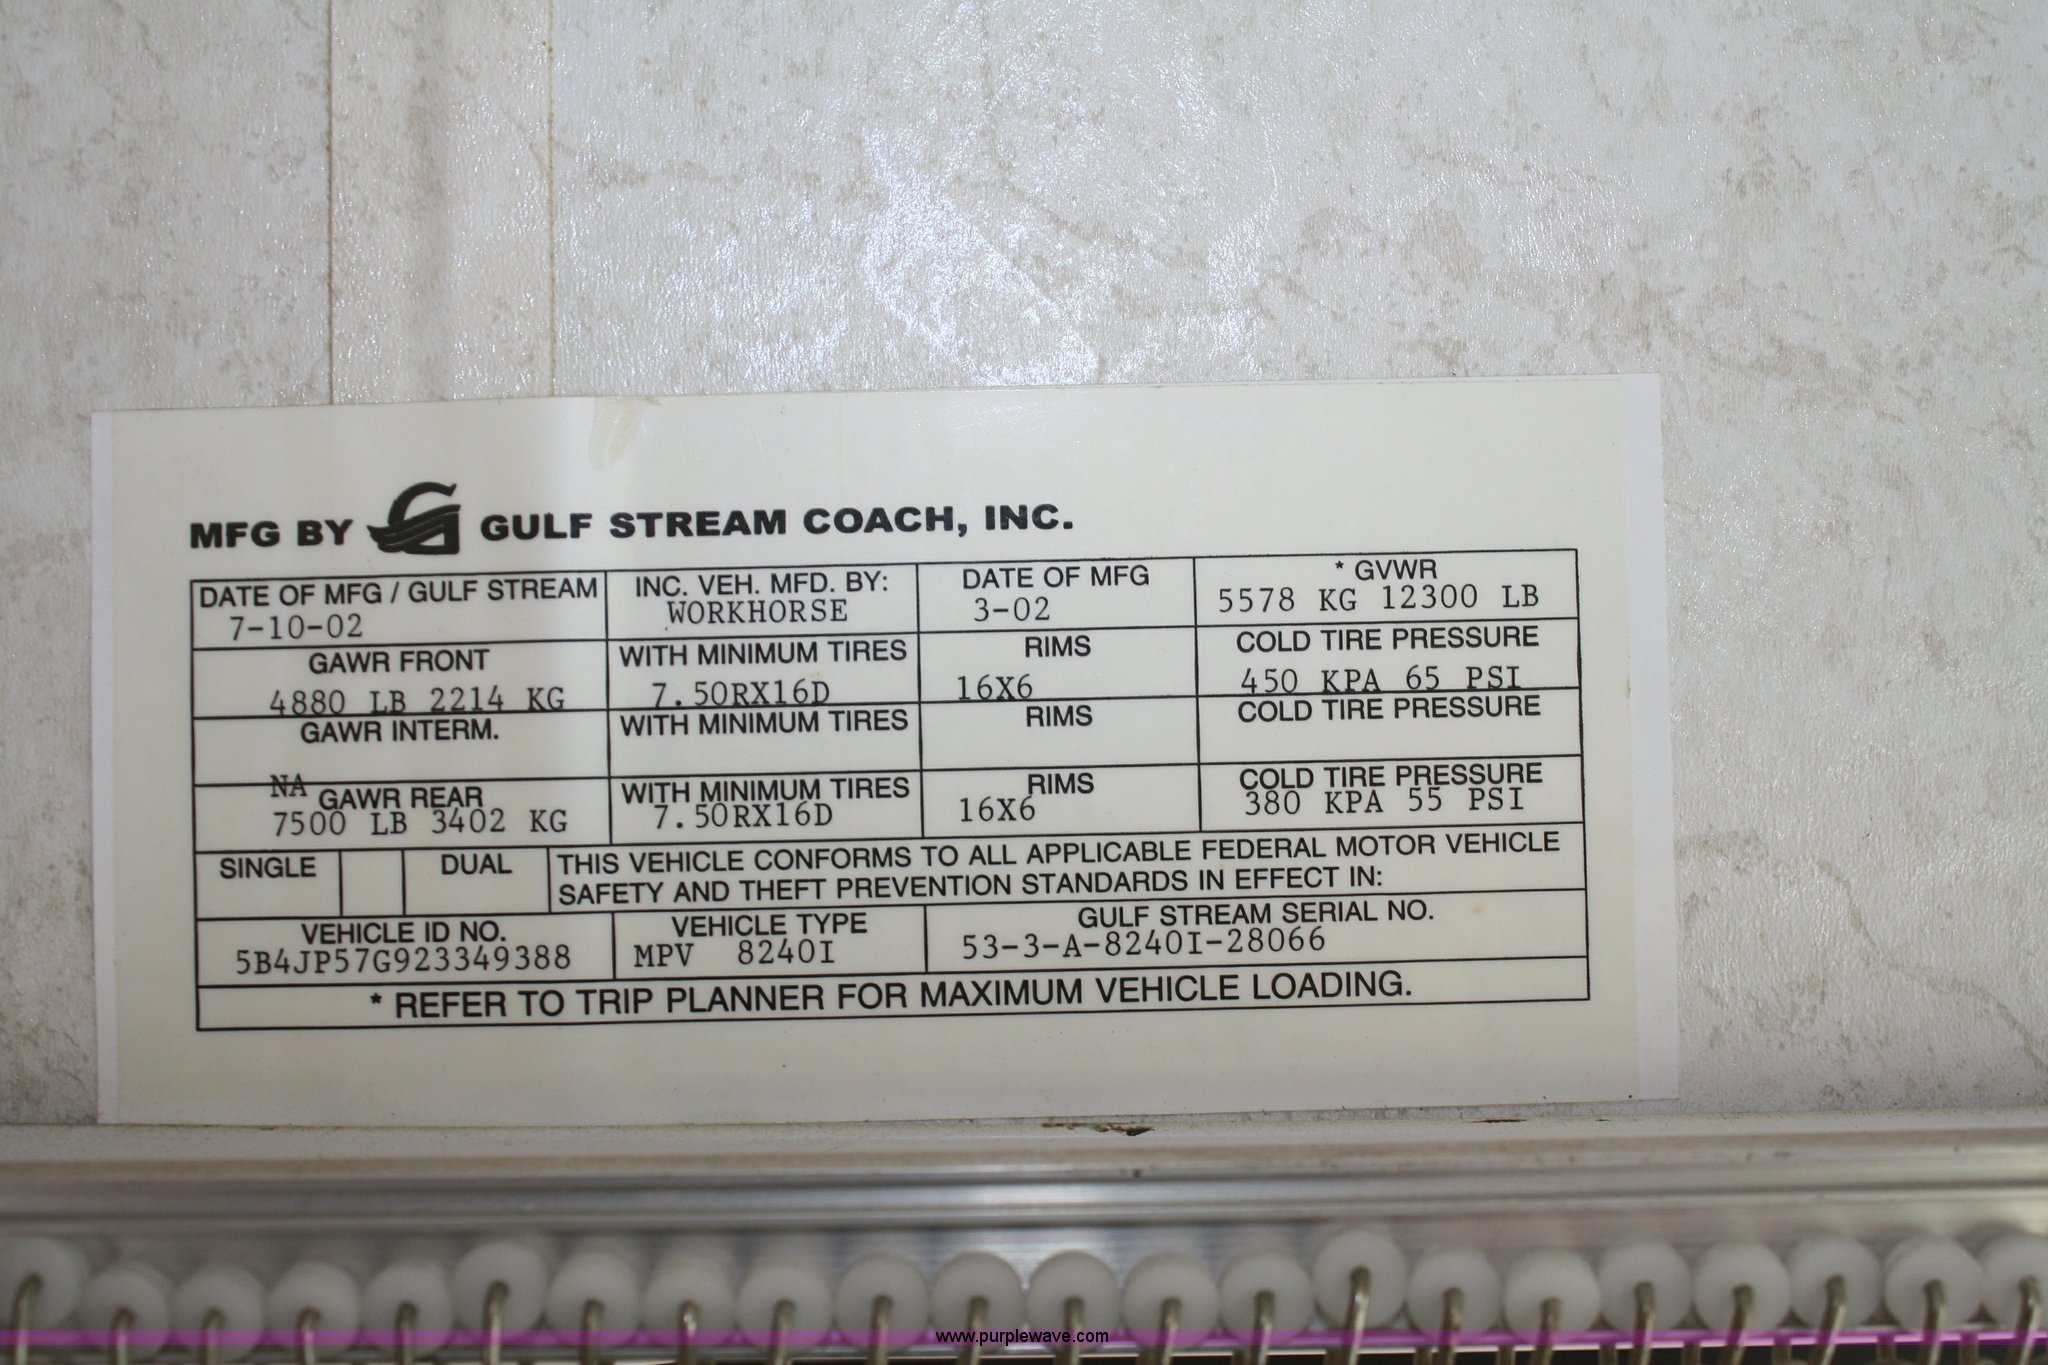 MFG BY GULF STREAM COACH, INC.
DATE OF MFG / GULF STREAM INC. VEH. MFD. BY: DATE OF MFG * GVWR
7-10-02 WORKHORSE 3-02 5578 KG 12300 LB
GAWR FRONT WITH MINIMUM TIRES RIMS COLD TIRE PRESSURE
4880 LB 2214 KG 7.50RX16D 16X6 450 KPA 65 PSI
GAWR INTERM. WITH MINIMUM TIRES RIMS COLD TIRE PRESSURE
NA
GAWR REAR WITH MINIMUM TIRES RIMS COLD TIRE PRESSURE
7500 LB 3402 KG 7.50RX16D 16X6 380 KPA 55 PSI
SINGLE DUAL THIS VEHICLE CONFORMS TO ALL APPLICABLE FEDERAL MOTOR VEHICLE
SAFETY AND THEFT PREVENTION STANDARDS IN EFFECT IN:
VEHICLE ID NO. VEHICLE TYPE GULF STREAM SERIAL NO.
5B4JP57G923349388 MPV 8240I 53-3-A-8240I-28066
* REFER TO TRIP PLANNER FOR MAXIMUM VEHICLE LOADING.
www.purplewave.com